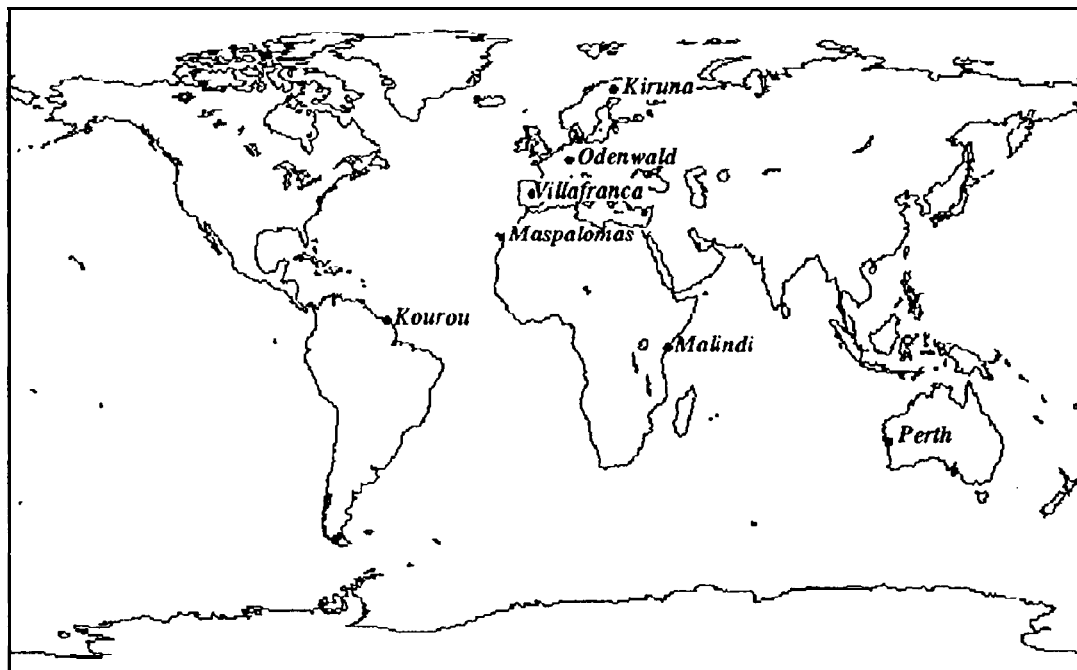 Kiruna
Odenwald
Villafranca
Maspalomas
Kourou
Malindi
Perth